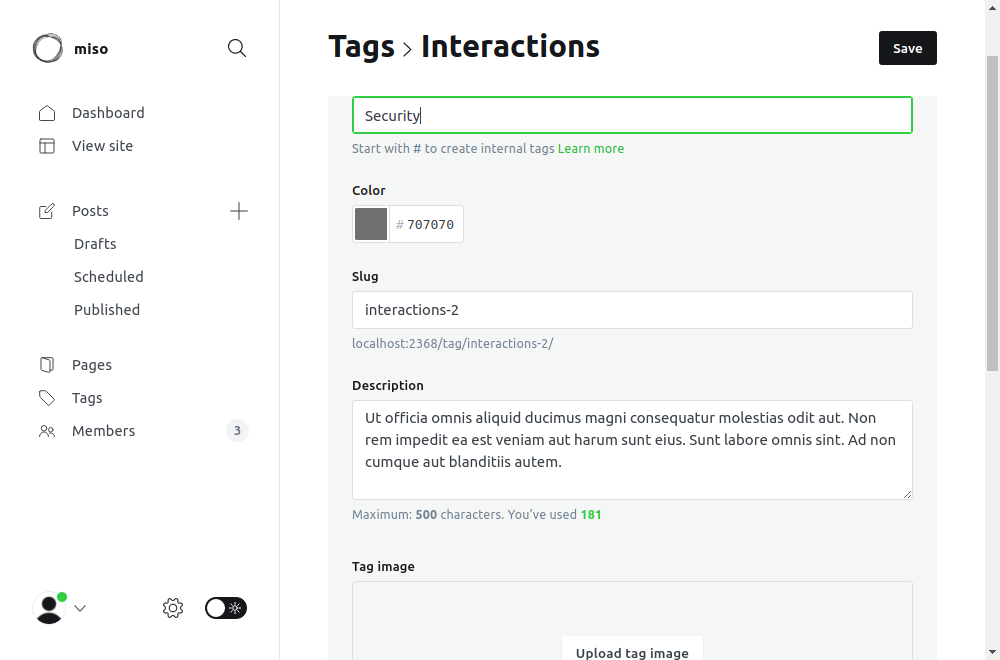 miso
Dashboard
View site
Posts
Drafts
Scheduled
Published
Pages
Tags
Members
3
Tags
Interactions
Save
Security
Start with # to create internal tags Learn more
Color
# 707070
Slug
interactions-2
localhost:2368/tag/interactions-2/
Description
Ut officia omnis aliquid ducimus magni consequatur molestias odit aut. Non
rem impedit ea est veniam aut harum sunt eius. Sunt labore omnis sint. Ad non
cumque aut blanditiis autem.
Maximum: 500 characters. You’ve used 181
Tag image
Upload tag image